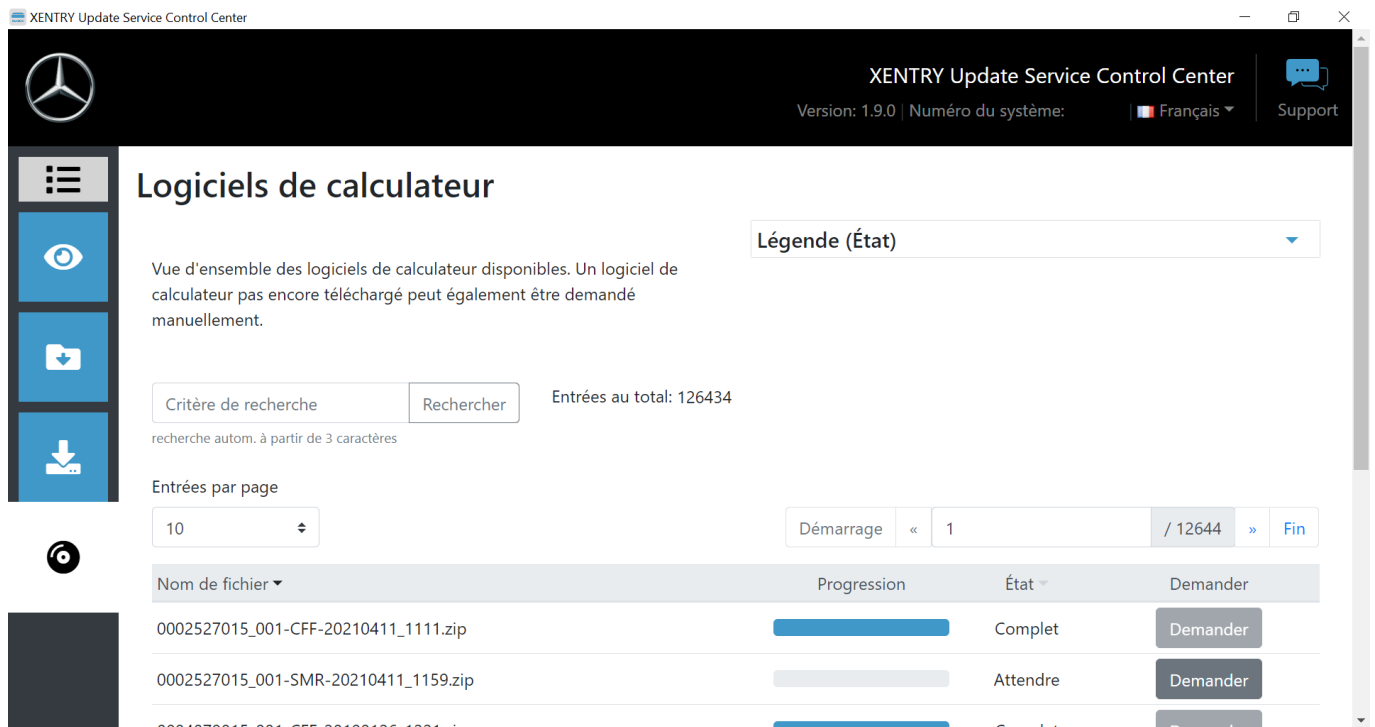 XENTRY Update Service Control Center
XENTRY Update Service Control Center
Version: 1.9.0 | Numéro du système: | Français
Support
Logiciels de calculateur
Légende (État)
Vue d'ensemble des logiciels de calculateur disponibles. Un logiciel de
calculateur pas encore téléchargé peut également être demandé
manuellement.
Critère de recherche Rechercher Entrées au total: 126434
recherche autom. à partir de 3 caractères
Entrées par page
10 Démarrage « 1 / 12644 » Fin
Nom de fichier Progression État Demander
0002527015_001-CFF-20210411_1111.zip Complet Demander
0002527015_001-SMR-20210411_1159.zip Attendre Demander